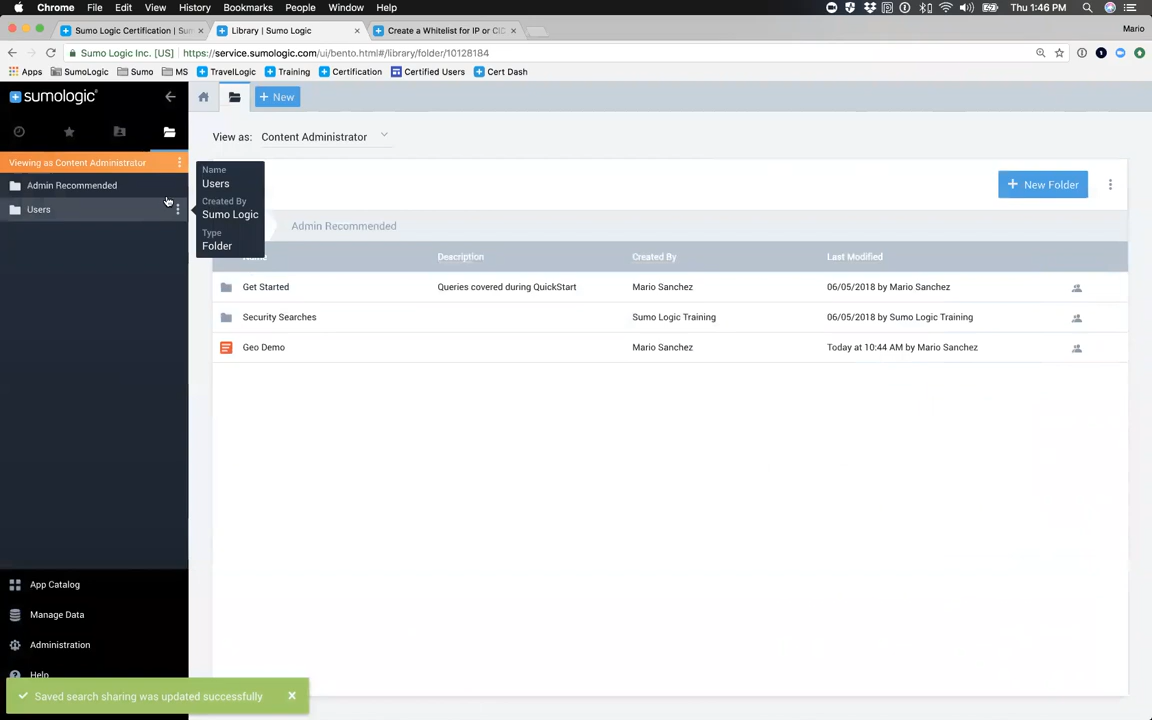 Chrome File Edit View History Bookmarks People Window Help Thu 1:46 PM
Sumo Logic Certification | Sum Library | Sumo Logic Create a Whitelist for IP or CID Mario
Sumo Logic Inc. [US] https://service.sumologic.com/ui/bento.html#/library/folder/10128184
Apps SumoLogic Sumo MS TravelLogic Training Certification Certified Users Cert Dash
sumologic + New
View as: Content Administrator
Viewing as Content Administrator
Name
Users
Created By
Sumo Logic
Type
Folder
Admin Recommended
Users
+ New Folder
Admin Recommended
Name Description Created By Last Modified
Get Started Queries covered during QuickStart Mario Sanchez 06/05/2018 by Mario Sanchez
Security Searches Sumo Logic Training 06/05/2018 by Sumo Logic Training
Geo Demo Mario Sanchez Today at 10:44 AM by Mario Sanchez
App Catalog
Manage Data
Administration
Help
Saved search sharing was updated successfully